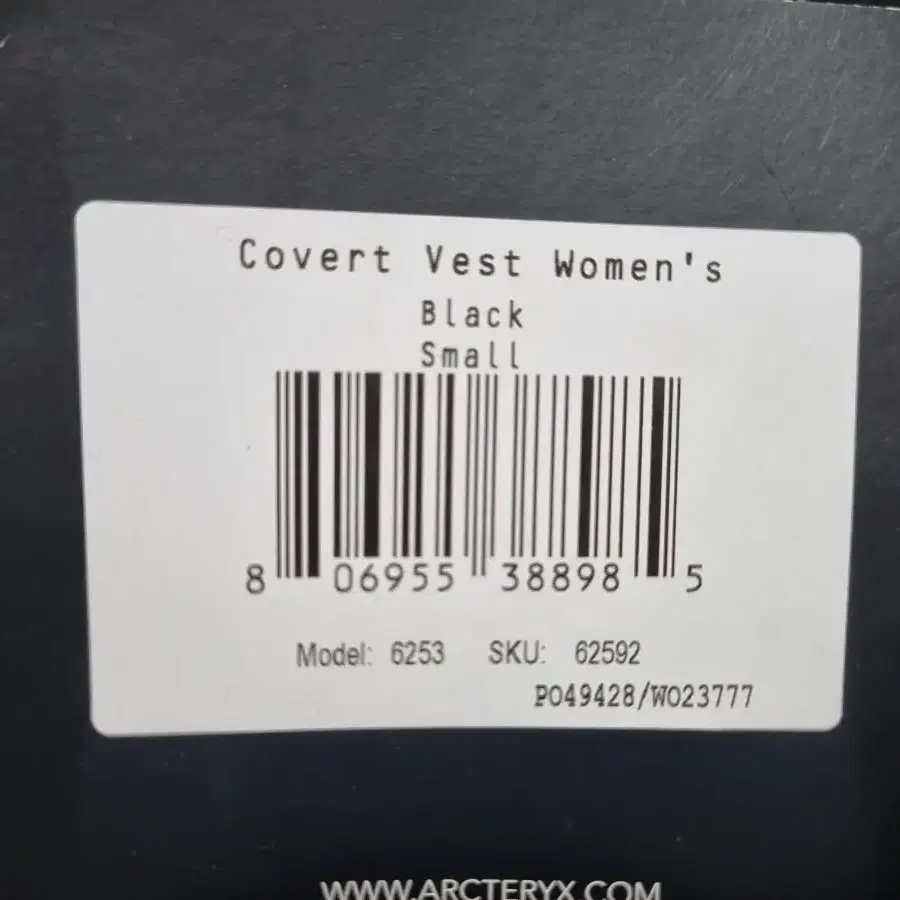 Covert Vest Women's
Black
Small
8 06955 38898 5
Model: 6253 SKU: 62592
PO49428/WO23777
WWW.ARCTERYX.COM